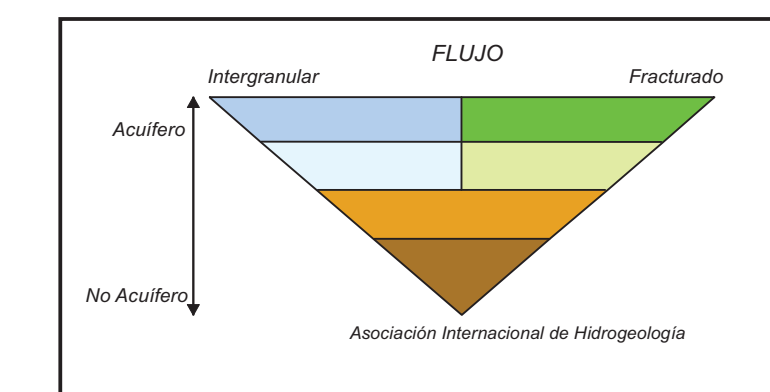 FLUJO
Intergranular
Fracturado
Acuífero
No Acuífero
Asociación Internacional de Hidrogeología